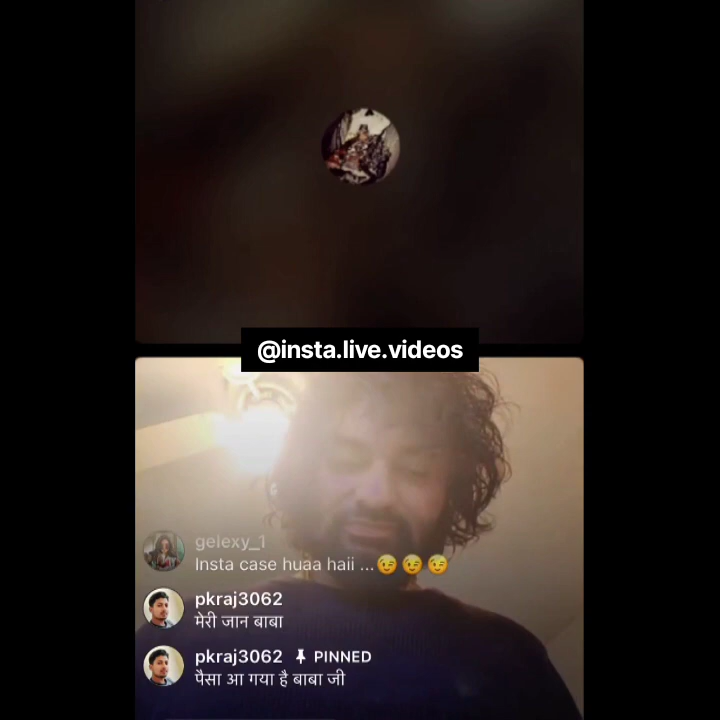 @insta.live.videos
gelexy_1
Insta case huaa haii ...😉😉😉
pkraj3062
मेरी जान बाबा
pkraj3062 PINNED
पैसा आ गया है बाबा जी